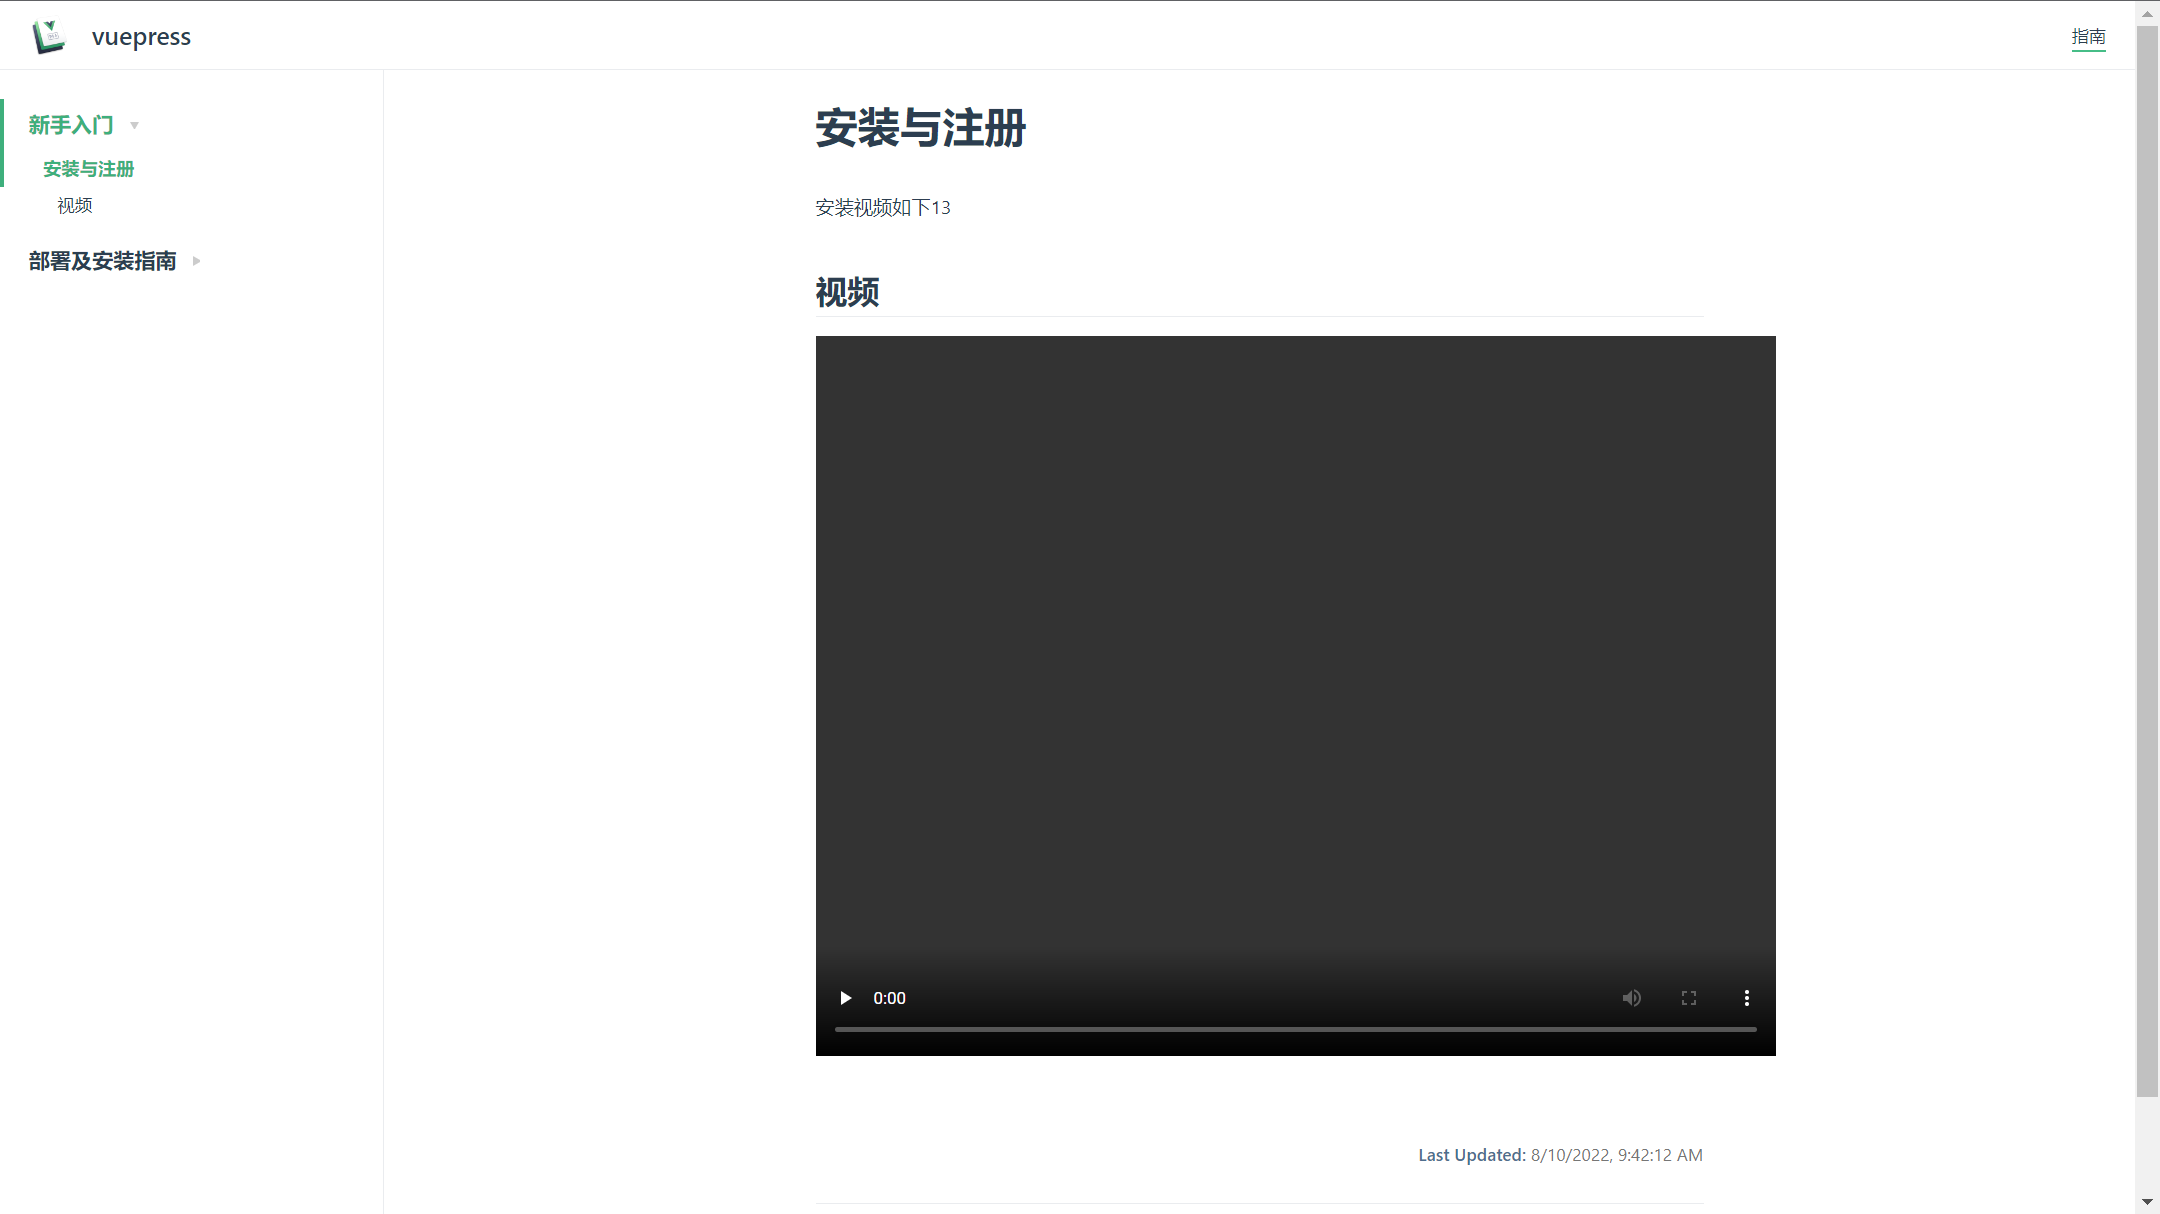 vuepress
指南
新手入门
安装与注册
视频
部署及安装指南
安装与注册
安装视频如下13
视频
0:00
Last Updated: 8/10/2022, 9:42:12 AM